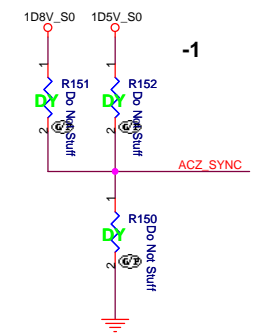 1D8V_S0 1D5V_S0
-1
1 1
R151 R152
DY DY
Do Not Stuff Do Not Stuff
2 G/P 2 G/P
ACZ_SYNC
1
R150
DY
Do Not Stuff
2 G/P